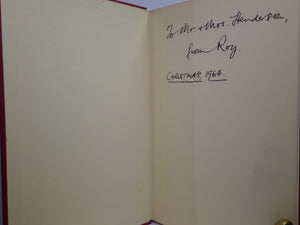 To Mr. & Mrs. Henderson,
from Roy.
CHRISTMAS, 1964.